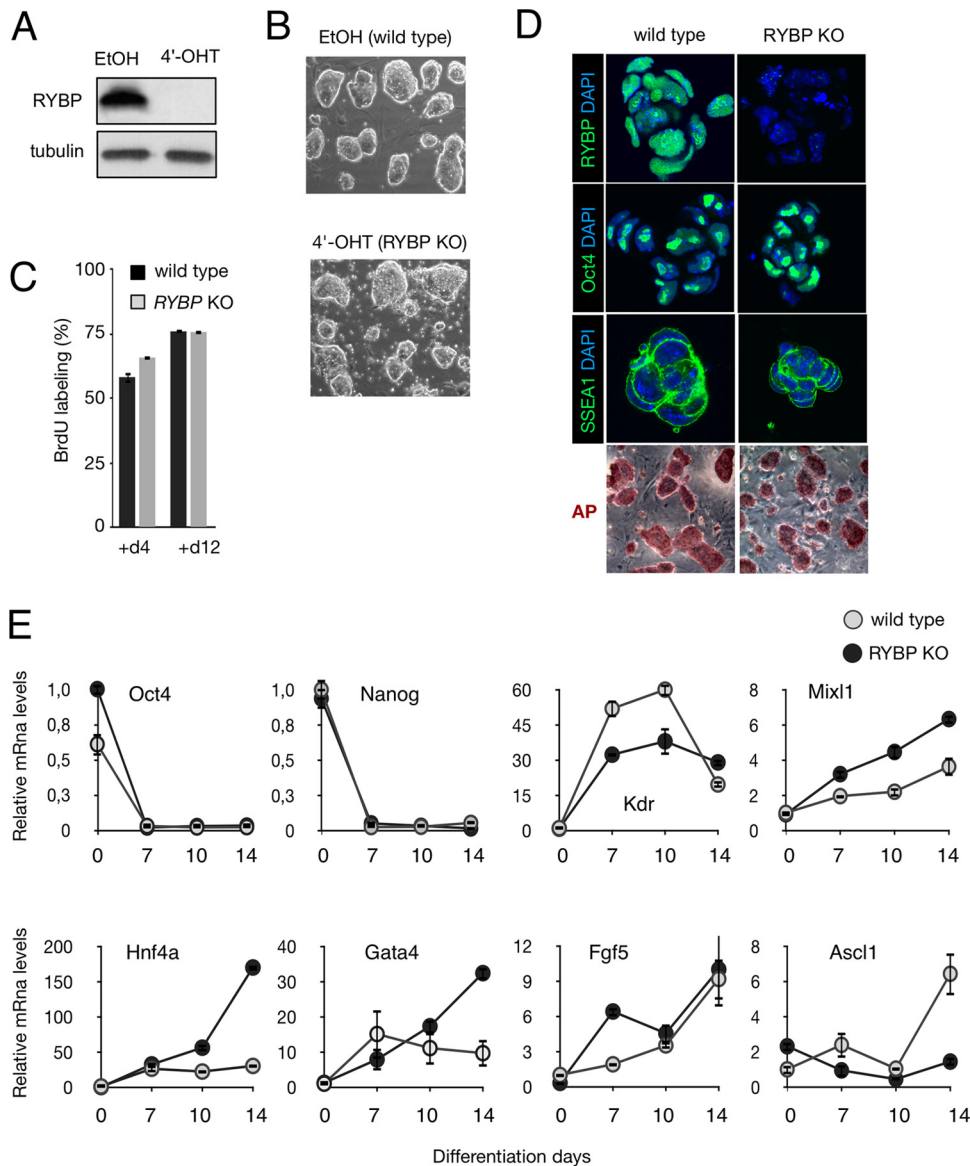 A
EtOH 4'-OHT
RYBP
tubulin
B
EtOH (wild type)
4'-OHT (RYBP KO)
C
100
75
50
25
0
BrdU labeling (%)
wild type
RYBP KO
+d4 +d12
D
wild type RYBP KO
RYBP DAPI
Oct4 DAPI
SSEA1 DAPI
AP
E
wild type
RYBP KO
Relative mRna levels
Oct4
1,0
0,8
0,5
0,3
0
0 7 10 14
Nanog
1,0
0,8
0,5
0,3
0
0 7 10 14
Kdr
60
45
30
15
0
0 7 10 14
Mixl1
8
6
4
2
0
0 7 10 14
Relative mRna levels
Hnf4a
200
150
100
50
0
0 7 10 14
Gata4
40
30
20
10
0
0 7 10 14
Fgf5
12
9
6
3
0
0 7 10 14
Ascl1
8
6
4
2
0
0 7 10 14
Differentiation days